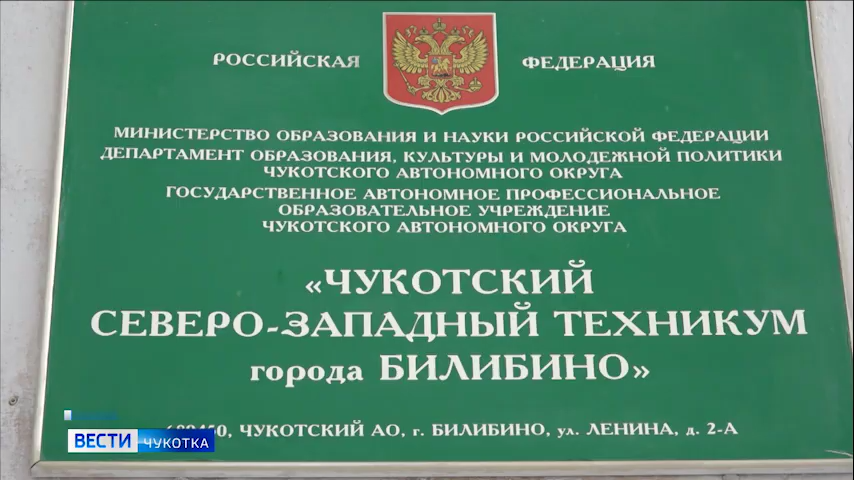 РОССИЙСКАЯ ФЕДЕРАЦИЯ
МИНИСТЕРСТВО ОБРАЗОВАНИЯ И НАУКИ РОССИЙСКОЙ ФЕДЕРАЦИИ
ДЕПАРТАМЕНТ ОБРАЗОВАНИЯ, КУЛЬТУРЫ И МОЛОДЕЖНОЙ ПОЛИТИКИ
ЧУКОТСКОГО АВТОНОМНОГО ОКРУГА
ГОСУДАРСТВЕННОЕ АВТОНОМНОЕ ПРОФЕССИОНАЛЬНОЕ
ОБРАЗОВАТЕЛЬНОЕ УЧРЕЖДЕНИЕ
ЧУКОТСКОГО АВТОНОМНОГО ОКРУГА
«ЧУКОТСКИЙ
СЕВЕРО-ЗАПАДНЫЙ ТЕХНИКУМ
города БИЛИБИНО»
ЧУКОТСКИЙ АО, г. БИЛИБИНО, ул. ЛЕНИНА, д. 2-А
ВЕСТИ ЧУКОТКА